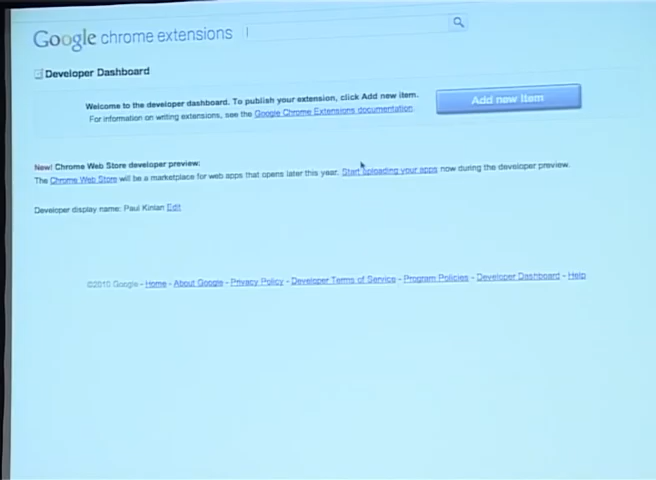 Google chrome extensions
Developer Dashboard
Welcome to the developer dashboard. To publish your extension, click Add new item.
For information on writing extensions, see the Google Chrome Extensions documentation.
Add new item
New! Chrome Web Store developer preview:
The Chrome Web Store will be a marketplace for web apps that opens later this year. Start uploading your apps now during the developer preview.
Developer display name: Paul Kinlan Edit
©2010 Google - Home - About Google - Privacy Policy - Developer Terms of Service - Program Policies - Developer Dashboard - Help